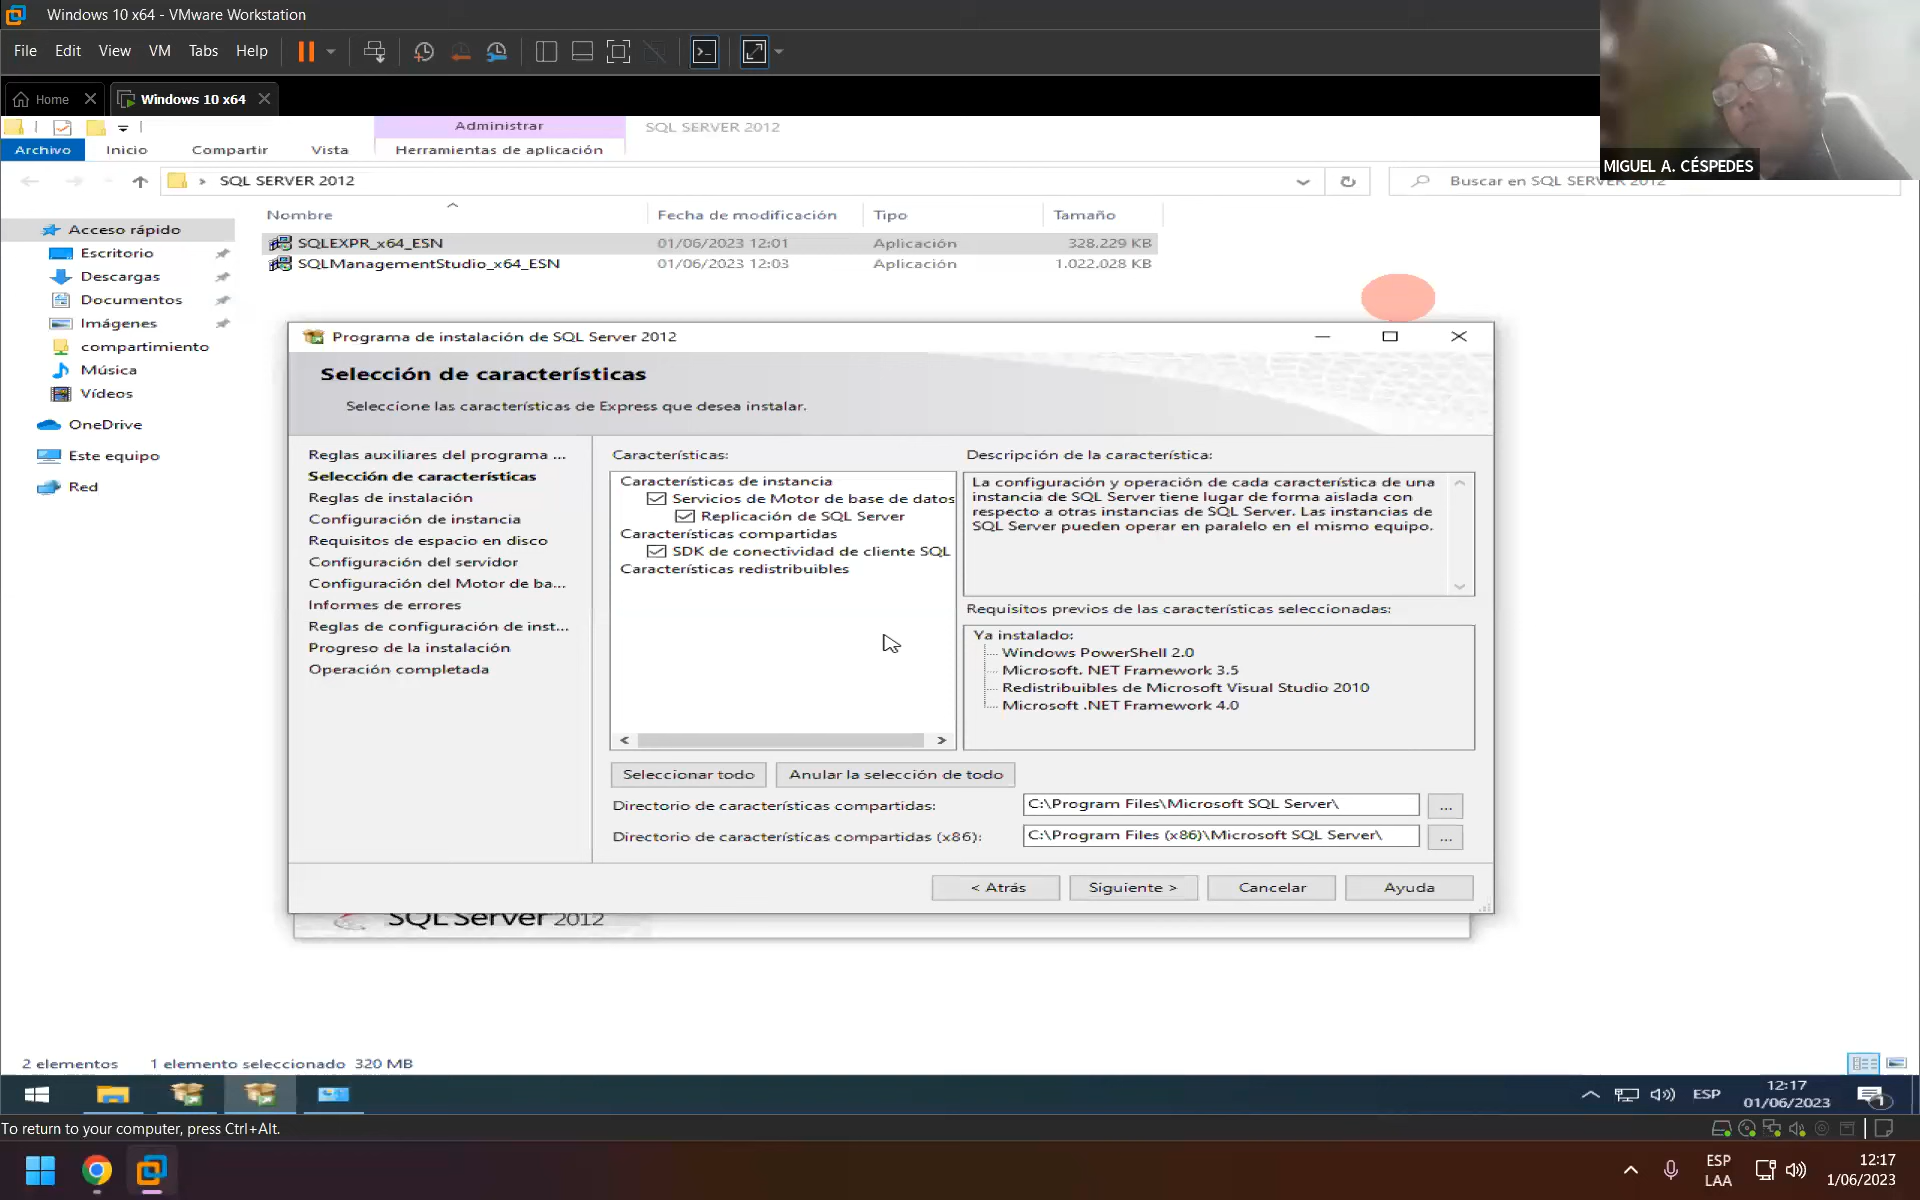 Windows 10 x64 - VMware Workstation
File Edit View VM Tabs Help
Home Windows 10 x64
MIGUEL A. CÉSPEDES
Administrar SQL SERVER 2012
Archivo Inicio Compartir Vista Herramientas de aplicación
SQL SERVER 2012
Buscar en SQL SERVER 2012
Nombre Fecha de modificación Tipo Tamaño
SQLEXPR_x64_ESN 01/06/2023 12:01 Aplicación 328.229 KB
SQLManagementStudio_x64_ESN 01/06/2023 12:03 Aplicación 1.022.028 KB
Acceso rápido
Escritorio
Descargas
Documentos
Imágenes
compartimiento
Música
Vídeos
OneDrive
Este equipo
Red
Programa de instalación de SQL Server 2012
Selección de características
Seleccione las características de Express que desea instalar.
Reglas auxiliares del programa ...
Selección de características
Reglas de instalación
Configuración de instancia
Requisitos de espacio en disco
Configuración del servidor
Configuración del Motor de ba...
Informes de errores
Reglas de configuración de inst...
Progreso de la instalación
Operación completada
Características:
Características de instancia
Servicios de Motor de base de datos
Replicación de SQL Server
Características compartidas
SDK de conectividad de cliente SQL
Características redistribuibles
Descripción de la característica:
La configuración y operación de cada característica de una
instancia de SQL Server tiene lugar de forma aislada con
respecto a otras instancias de SQL Server. Las instancias de
SQL Server pueden operar en paralelo en el mismo equipo.
Requisitos previos de las características seleccionadas:
Ya instalado:
Windows PowerShell 2.0
Microsoft. NET Framework 3.5
Redistribuibles de Microsoft Visual Studio 2010
Microsoft .NET Framework 4.0
Seleccionar todo Anular la selección de todo
Directorio de características compartidas: C:\Program Files\Microsoft SQL Server\ ...
Directorio de características compartidas (x86): C:\Program Files (x86)\Microsoft SQL Server\ ...
< Atrás Siguiente > Cancelar Ayuda
SQL Server 2012
2 elementos 1 elemento seleccionado 320 MB
ESP 12:17
01/06/2023
1
To return to your computer, press Ctrl+Alt.
ESP
LAA
12:17
1/06/2023